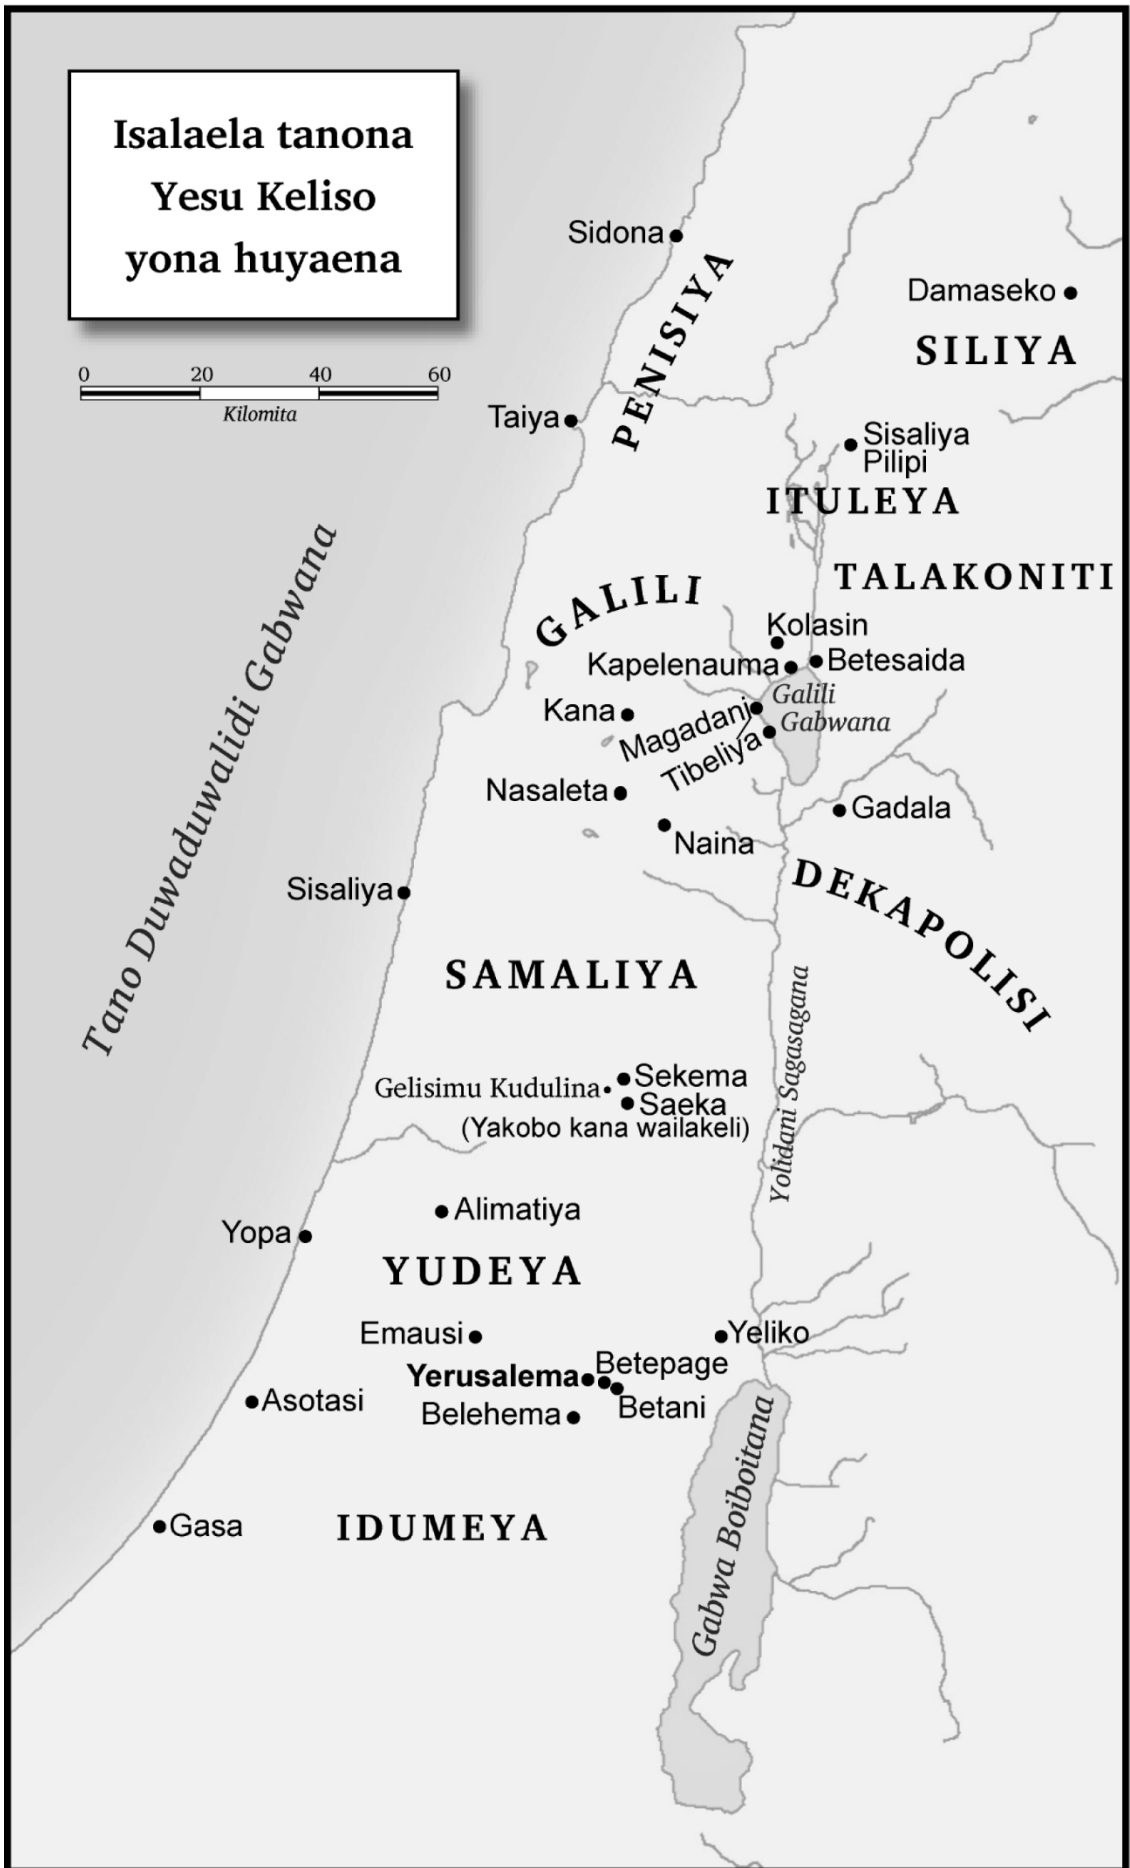 Isalaela tanona
Yesu Keliso
yona huyaena
0 20 40 60
Kilomita
Sidona
PENISIYA
Damaseko
SILIYA
Taiya
Sisaliya
Pilipi
ITULEYA
TALAKONITI
Tano Duwaduwalidi Gabwana
GALILI
Kolasin
Kapelenauma
Betesaida
Galili
Gabwana
Kana
Magadani
Tibeliya
Nasaleta
Gadala
Naina
DEKAPOLISI
Sisaliya
SAMALIYA
Yolidani Sagasagana
Sekema
Gelisimu Kudulina
Saeka
(Yakobo kana wailakeli)
Alimatiya
Yopa
YUDEYA
Emausi
Yeliko
Betepage
Yerusalema
Betani
Asotasi
Belehema
Gabwa Boiboitana
Gasa
IDUMEYA